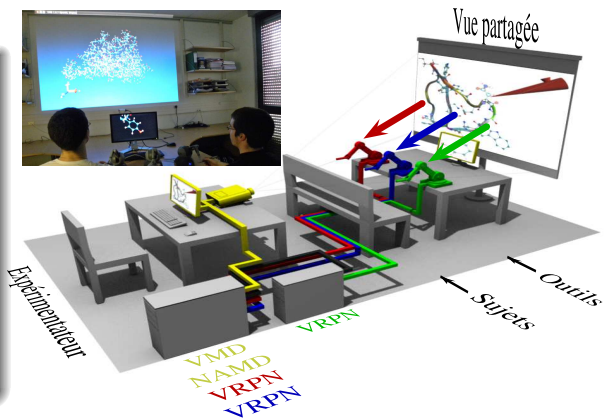 Vue partagée
Expérimentateur
Outils
Sujets
VRPN
VMD
NAMD
VRPN
VRPN